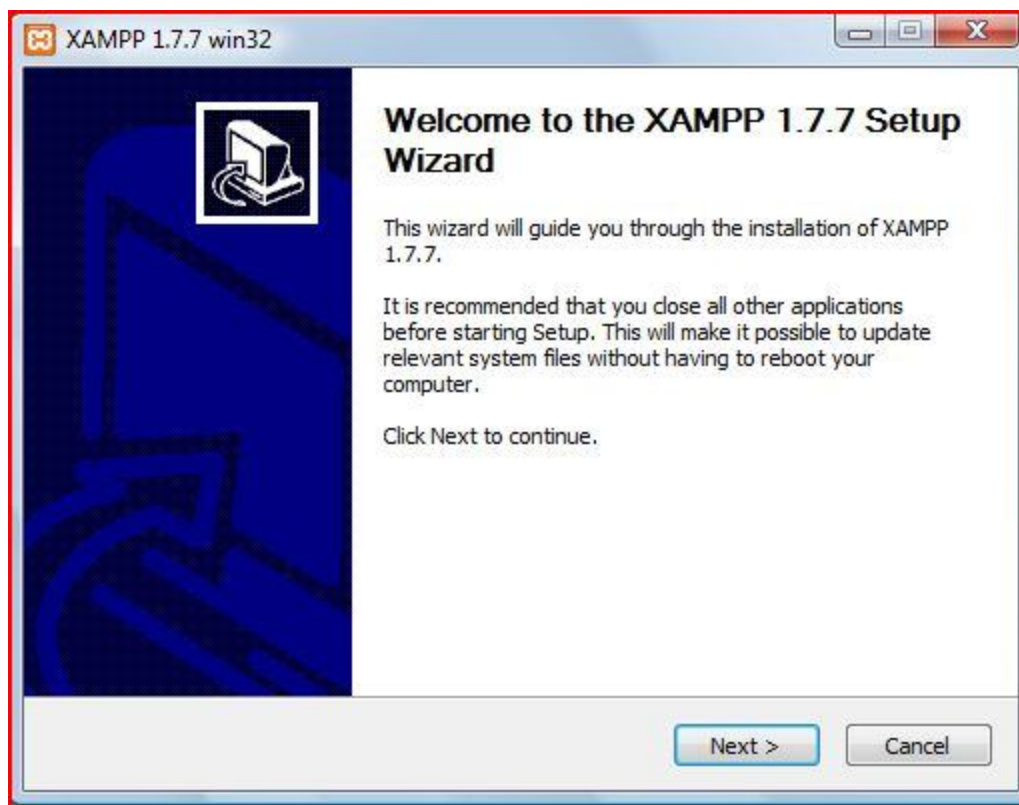 XAMPP 1.7.7 win32
Welcome to the XAMPP 1.7.7 Setup
Wizard
This wizard will guide you through the installation of XAMPP
1.7.7.
It is recommended that you close all other applications
before starting Setup. This will make it possible to update
relevant system files without having to reboot your
computer.
Click Next to continue.
Next >
Cancel